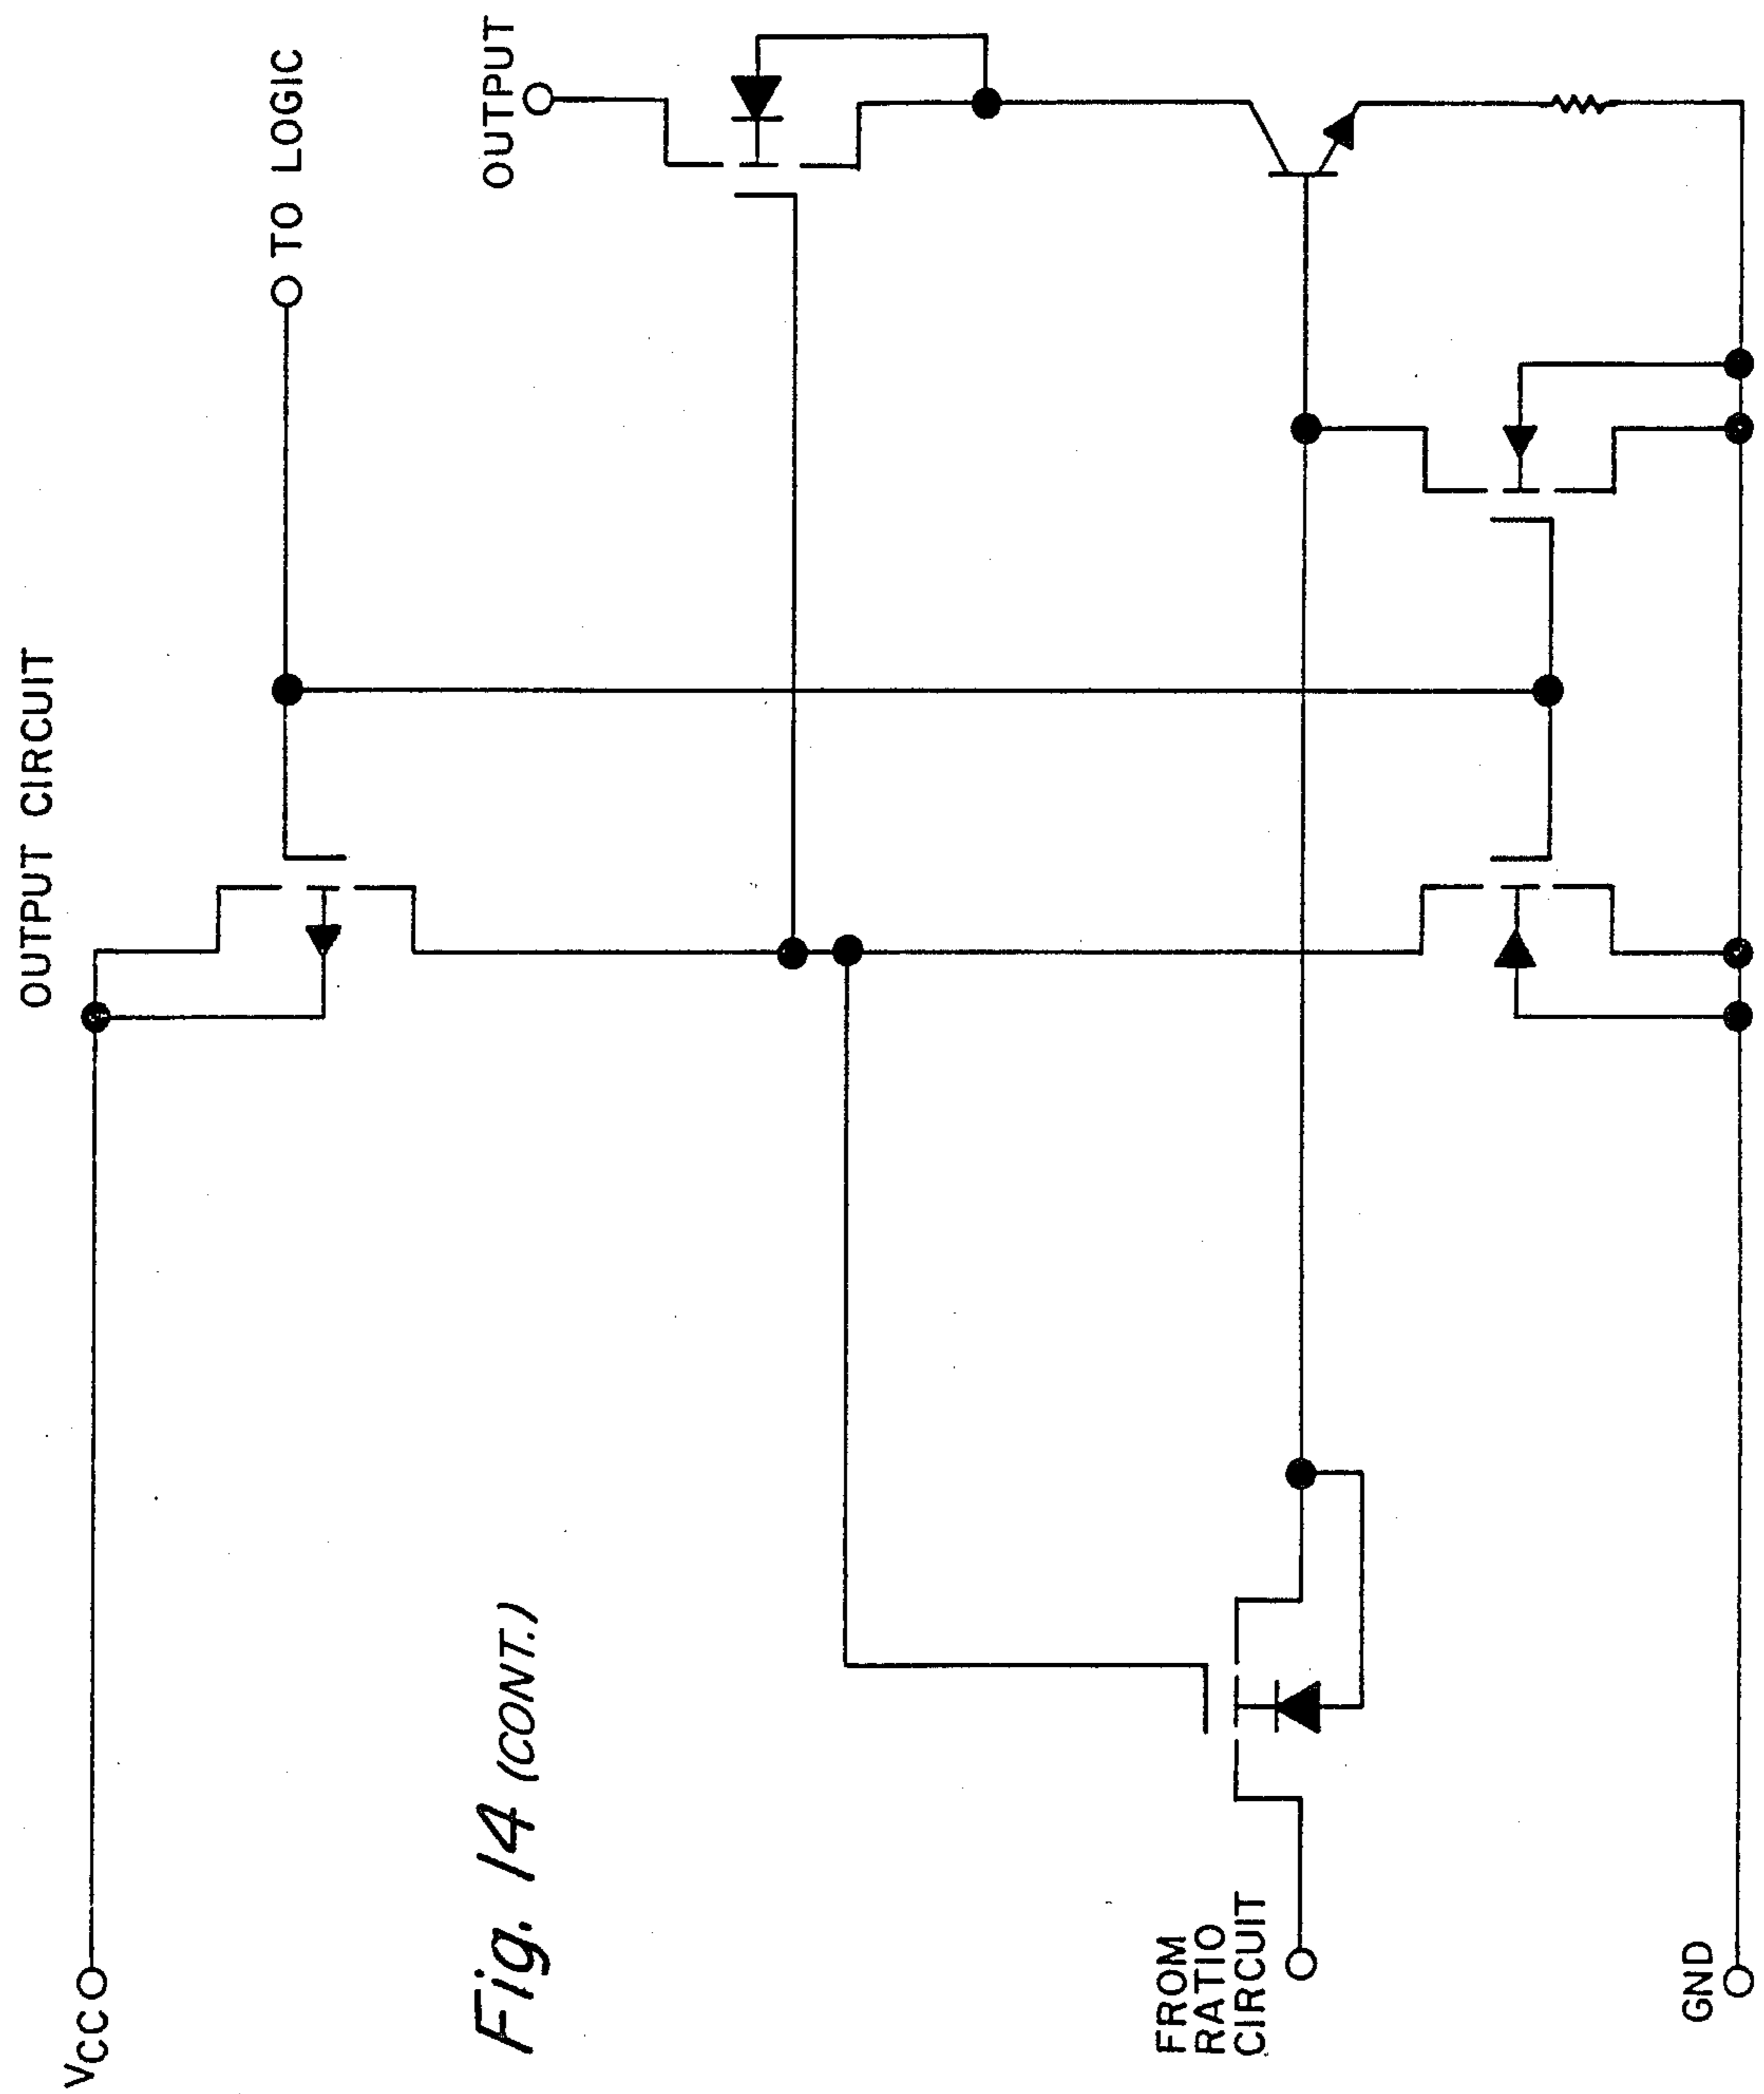 OUTPUT CIRCUIT
VCC
TO LOGIC
OUTPUT
Fig. 14 (CONT.)
FROM
RATIO
CIRCUIT
GND